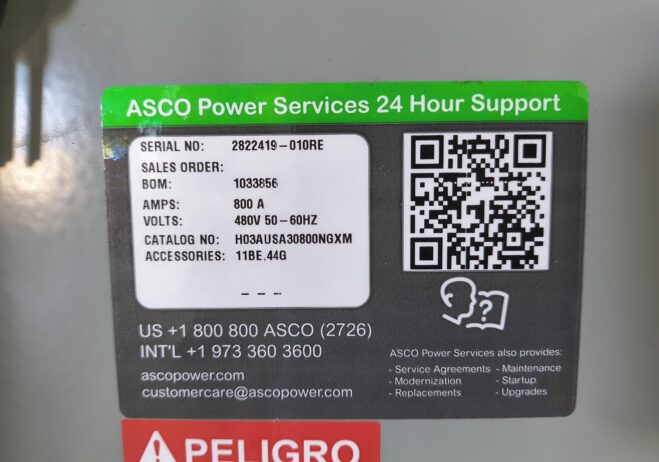 ASCO Power Services 24 Hour Support
SERIAL NO: 2822419-010RE
SALES ORDER:
BOM: 1033856
AMPS: 800 A
VOLTS: 480V 50-60HZ
CATALOG NO: H03AUSA30800NGXM
ACCESSORIES: 11BE,44G
---
?
US +1 800 800 ASCO (2726)
INT'L +1 973 360 3600
ascopower.com
customercare@ascopower.com
ASCO Power Services also provides:
- Service Agreements - Maintenance
- Modernization - Startup
- Replacements - Upgrades
PELIGRO